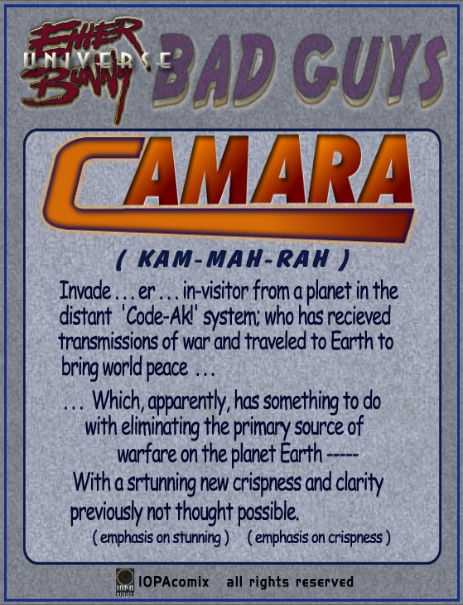 ETHER
UNIVERSE
BUNNY
BAD GUYS
CAMARA
( KAM-MAH-RAH )
Invade . . . er . . . in-visitor from a planet in the
distant 'Code-Ak!' system; who has recieved
transmissions of war and traveled to Earth to
bring world peace . . .
. . . Which, apparently, has something to do
with eliminating the primary source of
warfare on the planet Earth -----
With a srtunning new crispness and clarity
previously not thought possible.
( emphasis on stunning ) ( emphasis on crispness )
IOPAcomix all rights reserved